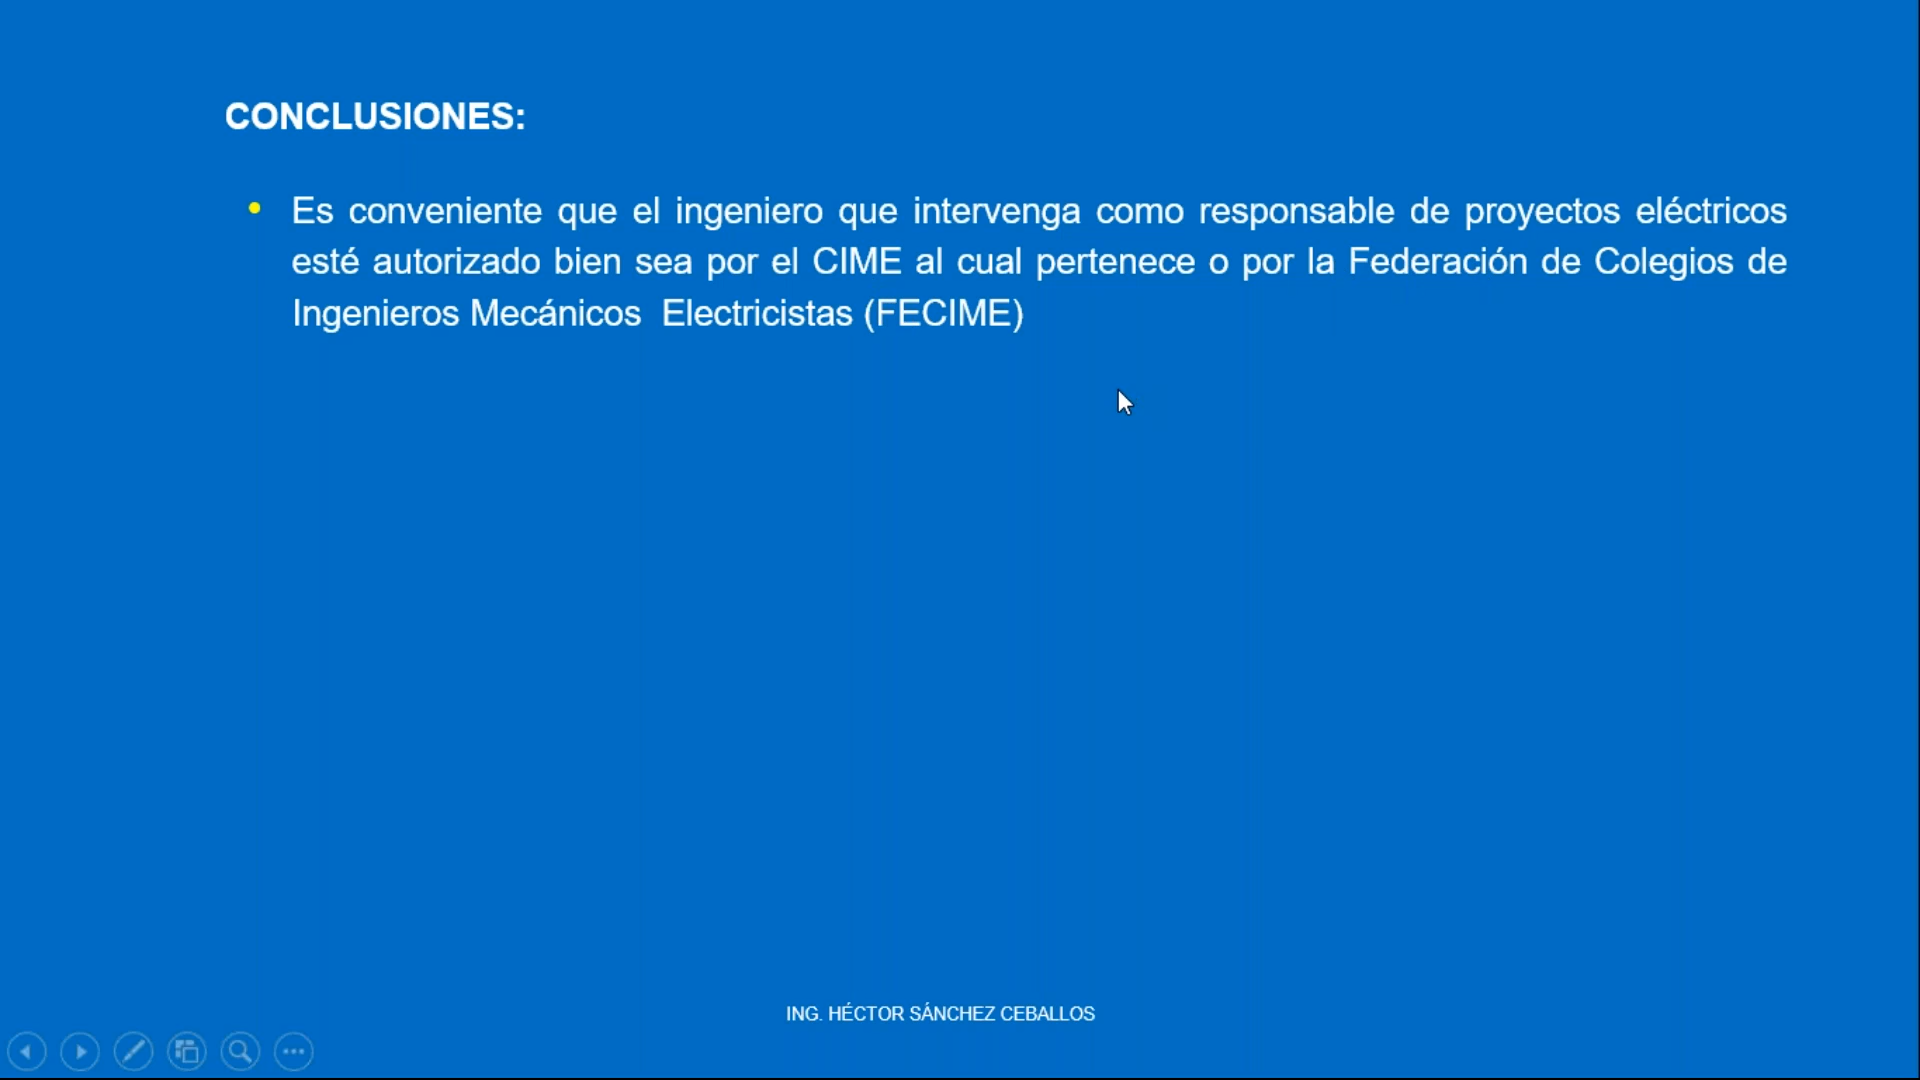 CONCLUSIONES:
• Es conveniente que el ingeniero que intervenga como responsable de proyectos eléctricos
esté autorizado bien sea por el CIME al cual pertenece o por la Federación de Colegios de
Ingenieros Mecánicos  Electricistas (FECIME)
ING. HÉCTOR SÁNCHEZ CEBALLOS